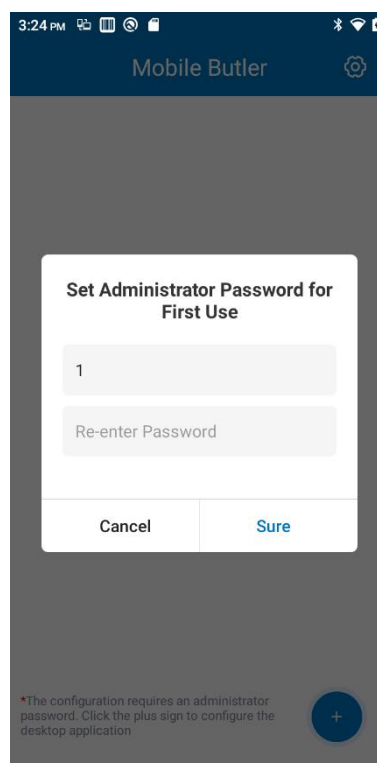 3:24 PM
Mobile Butler
Set Administrator Password for
First Use
1
Re-enter Password
Cancel
Sure
*The configuration requires an administrator
password. Click the plus sign to configure the
desktop application
+